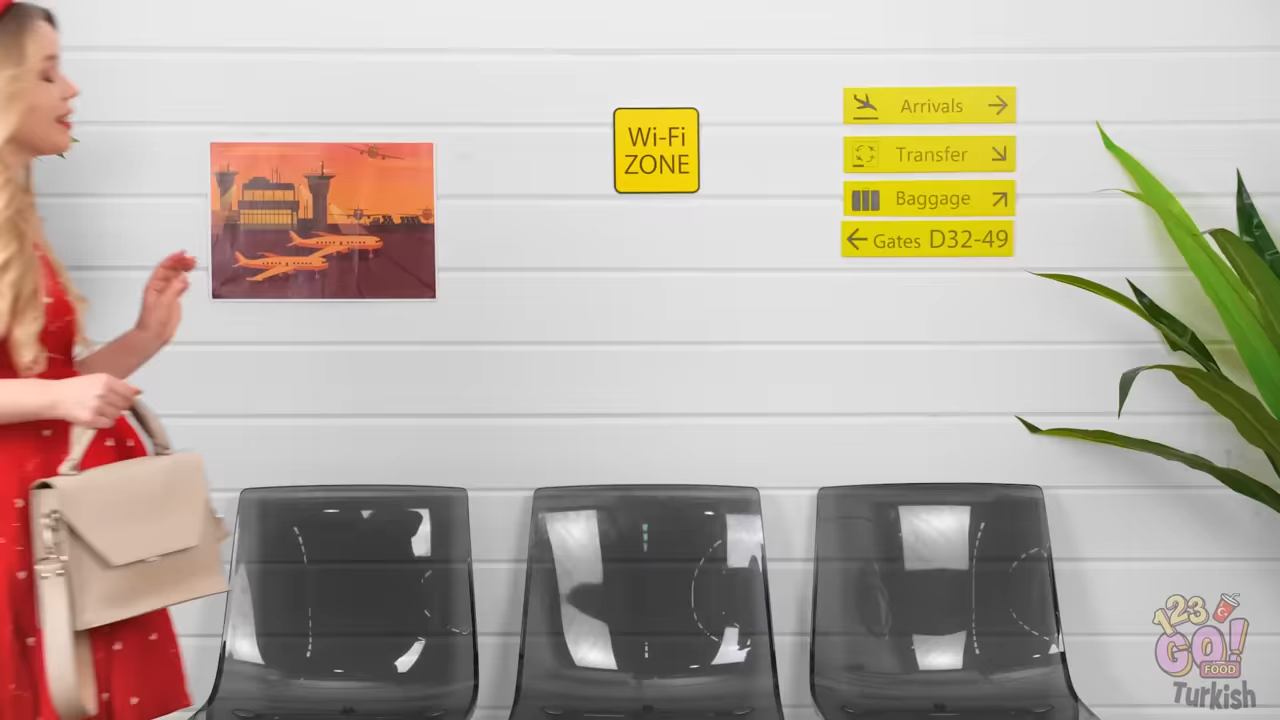 Wi-Fi
ZONE
Arrivals
Transfer
Baggage
Gates D32-49
123
GO!
FOOD
Turkish